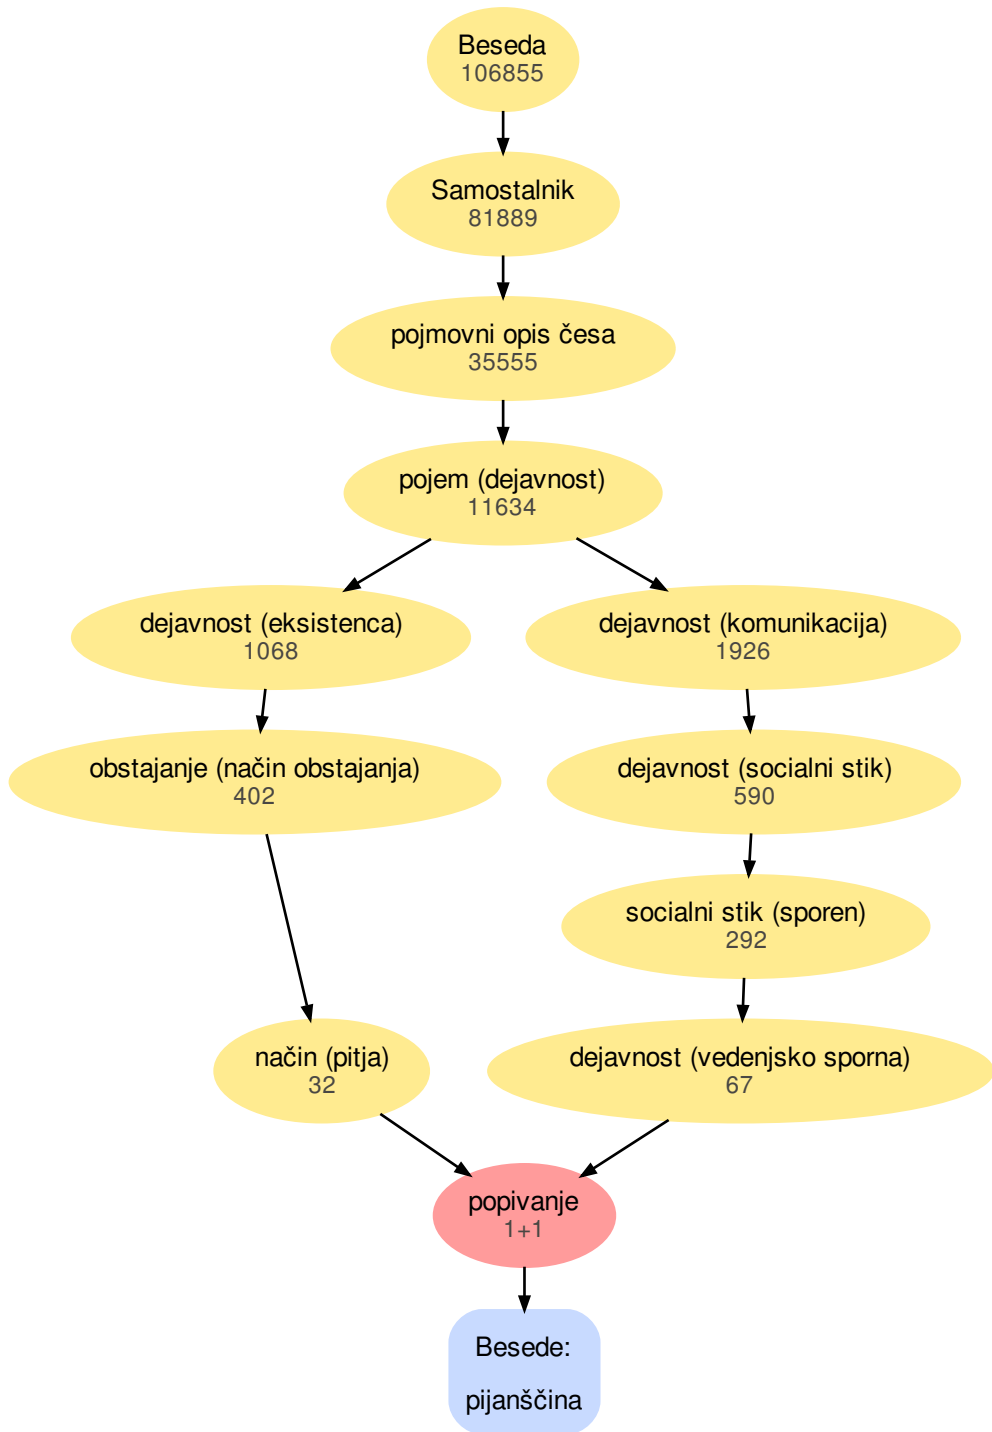 Beseda
106855
Samostalnik
81889
pojmovni opis česa
35555
pojem (dejavnost)
11634
dejavnost (eksistenca)
1068
dejavnost (komunikacija)
1926
obstajanje (način obstajanja)
402
dejavnost (socialni stik)
590
socialni stik (sporen)
292
način (pitja)
32
dejavnost (vedenjsko sporna)
67
popivanje
1+1
Besede:
pijanščina